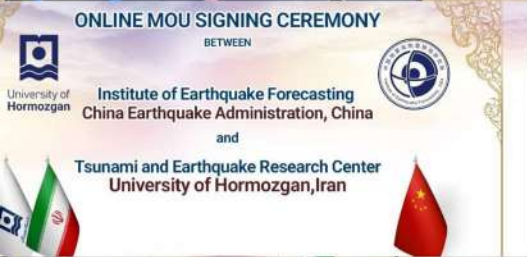 ONLINE MOU SIGNING CEREMONY
BETWEEN
University of
Hormozgan
Institute of Earthquake Forecasting
China Earthquake Administration, China
and
Tsunami and Earthquake Research Center
University of Hormozgan,Iran